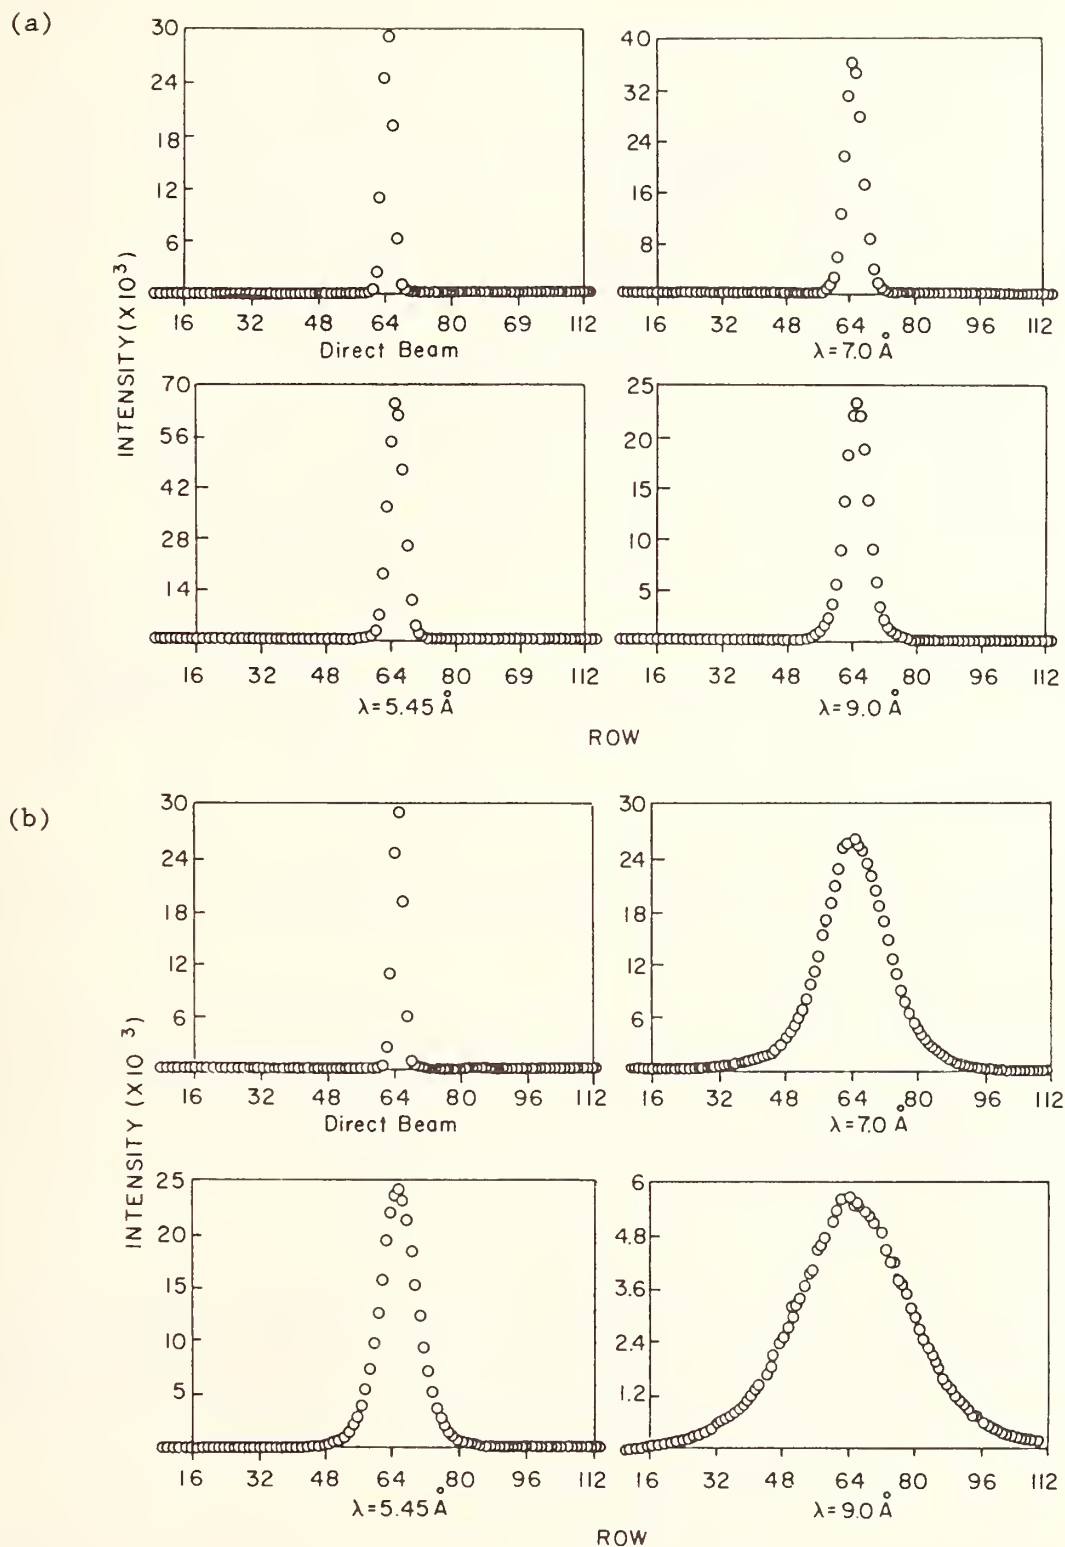 (a)
INTENSITY (X10³)
30
24
18
12
6
16 32 48 64 80 69 112
Direct Beam
40
32
24
16
8
16 32 48 64 80 96 112
λ=7.0 Å
70
56
42
28
14
16 32 48 64 80 69 112
λ=5.45 Å
25
20
15
10
5
16 32 48 64 80 96 112
λ=9.0 Å
ROW
(b)
INTENSITY (X10 ³)
30
24
18
12
6
16 32 48 64 80 96 112
Direct Beam
30
24
18
12
6
16 32 48 64 80 96 112
λ=7.0 Å
25
20
15
10
5
16 32 48 64 80 96 112
λ=5.45 Å
6
4.8
3.6
2.4
1.2
16 32 48 64 80 96 112
λ=9.0 Å
ROW